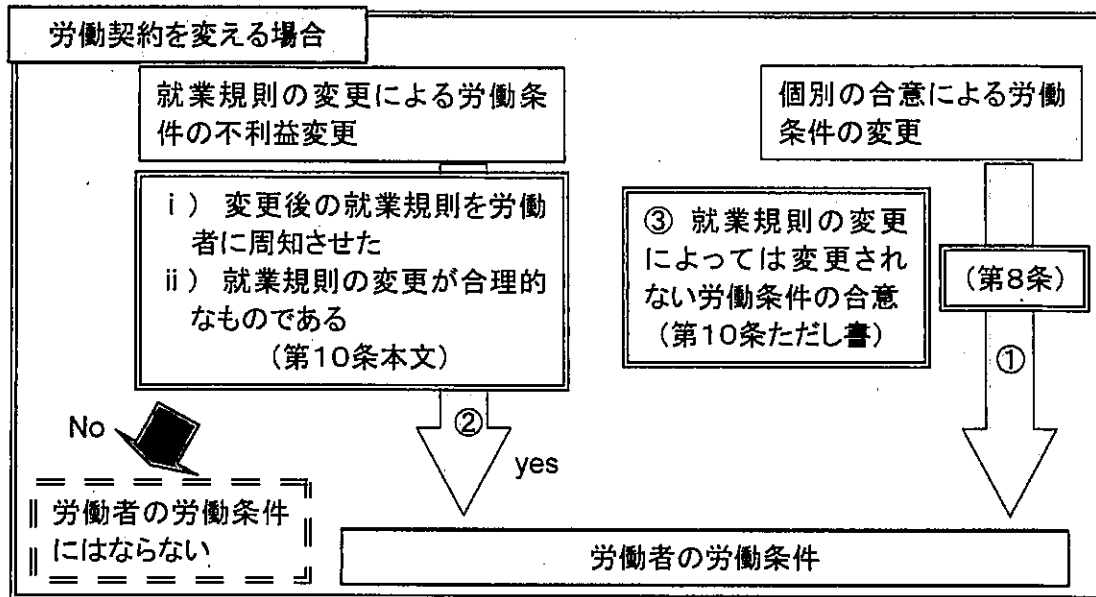 労働契約を変える場合
就業規則の変更による労働条
件の不利益変更
個別の合意による労働
条件の変更
ⅰ) 変更後の就業規則を労働
者に周知させた
ⅱ) 就業規則の変更が合理的
なものである
(第10条本文)
③ 就業規則の変更
によっては変更され
ない労働条件の合意
(第10条ただし書)
(第8条)
①
②
No
yes
労働者の労働条件
にはならない
労働者の労働条件